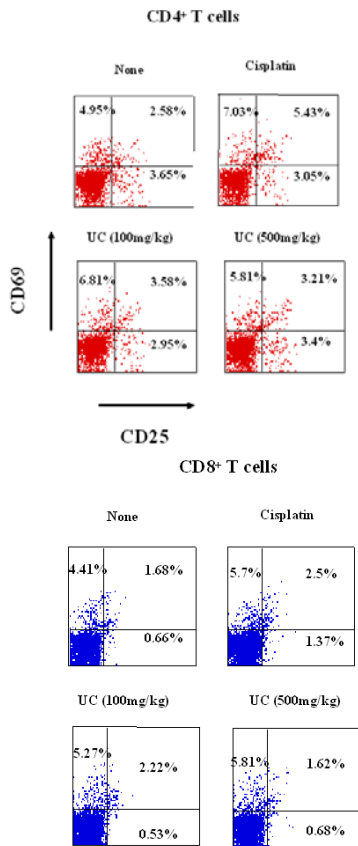 CD4⁺ T cells
None
Cisplatin
4.95% 2.58%
3.65%
7.03% 5.43%
3.05%
UC (100mg/kg)
UC (500mg/kg)
6.81% 3.58%
2.95%
5.81% 3.21%
3.4%
CD69
CD25
CD8⁺ T cells
None
Cisplatin
4.41% 1.68%
0.66%
5.7% 2.5%
1.37%
UC (100mg/kg)
UC (500mg/kg)
5.27% 2.22%
0.53%
5.81% 1.62%
0.68%